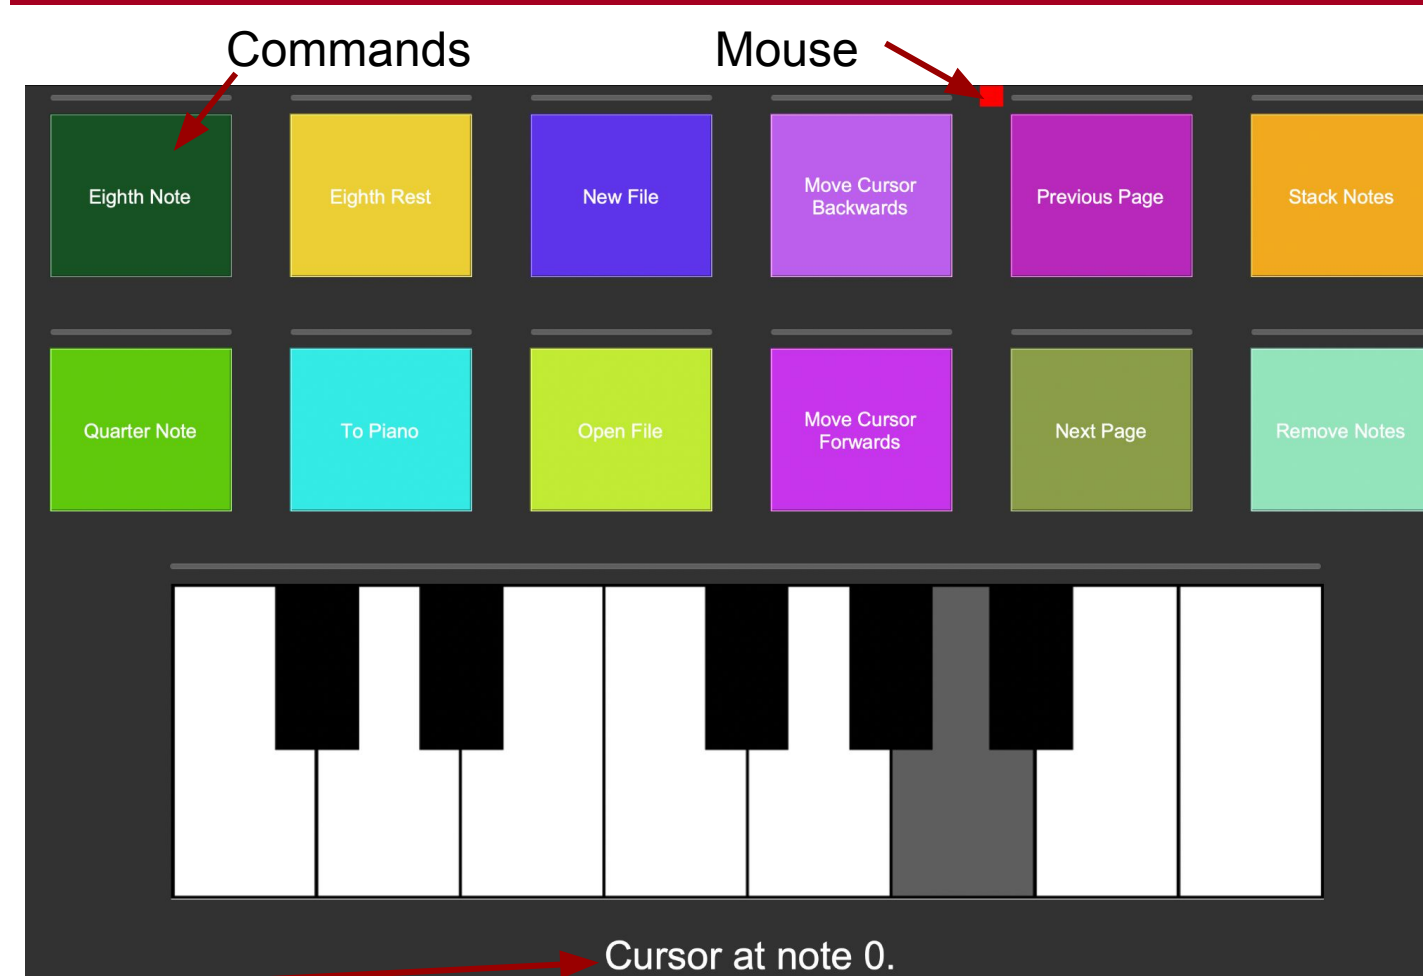 Commands
Mouse
Eighth Note
Eighth Rest
New File
Move Cursor
Backwards
Previous Page
Stack Notes
Quarter Note
To Piano
Open File
Move Cursor
Forwards
Next Page
Remove Notes
Cursor at note 0.